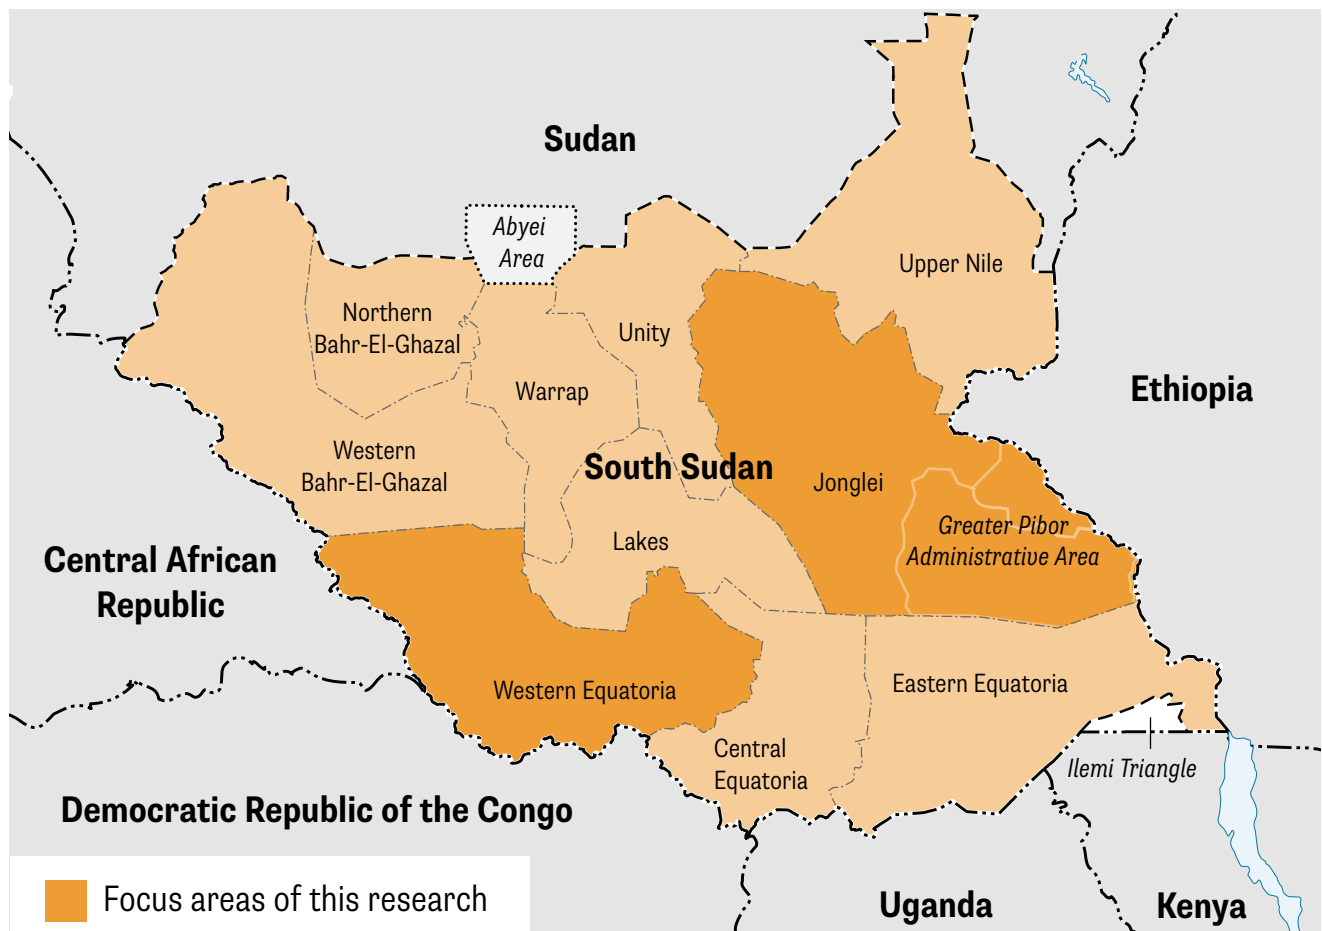 Sudan
Abyei
Area
Upper Nile
Northern
Bahr-El-Ghazal
Unity
Warrap
Ethiopia
Western
Bahr-El-Ghazal
South Sudan
Jonglei
Greater Pibor
Administrative Area
Lakes
Central African
Republic
Western Equatoria
Eastern Equatoria
Central
Equatoria
Ilemi Triangle
Democratic Republic of the Congo
Uganda
Kenya
Focus areas of this research